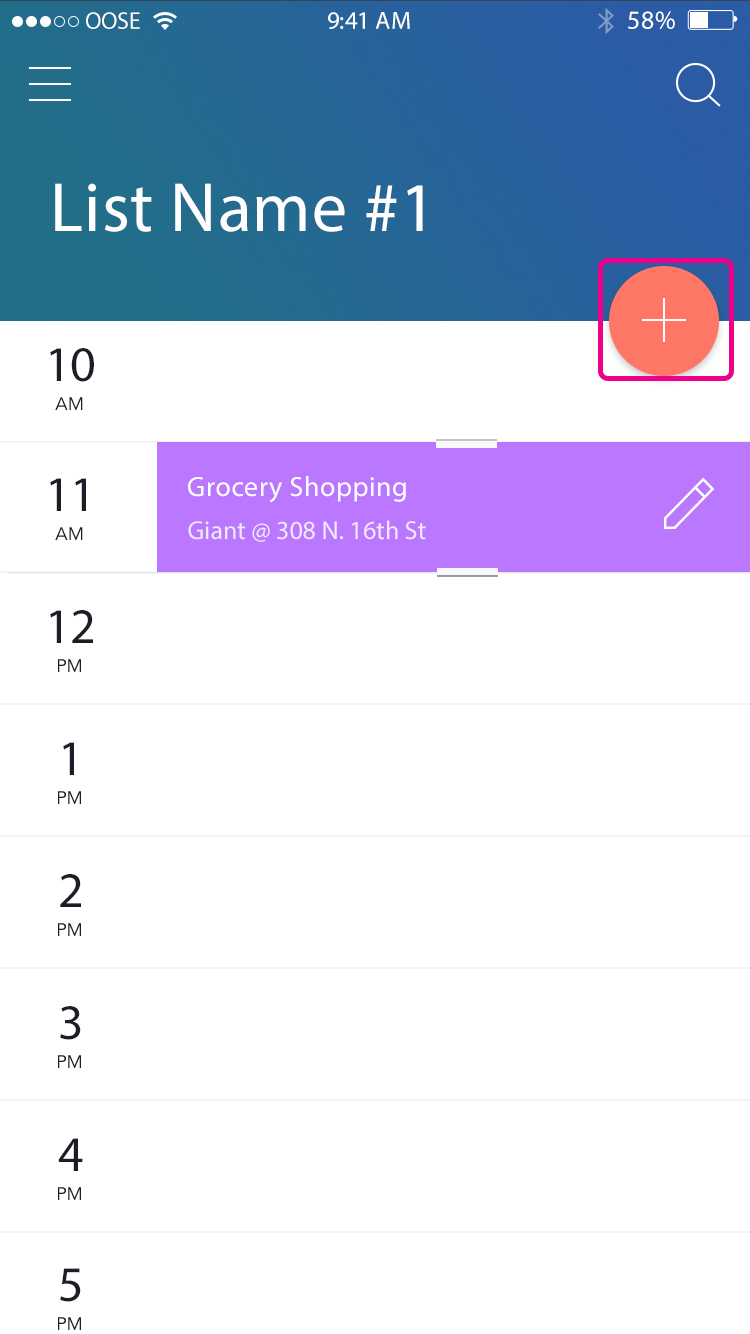 OOSE 9:41 AM 58%
List Name #1
10
AM
11
AM
Grocery Shopping
Giant @ 308 N. 16th St
12
PM
1
PM
2
PM
3
PM
4
PM
5
PM